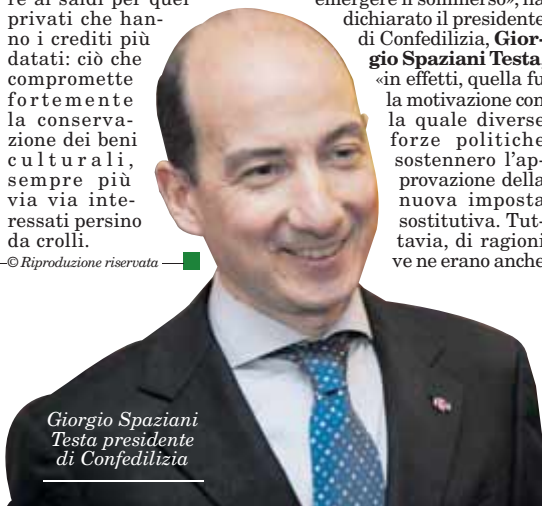 re ai saldi per quei
privati che han-
no i crediti più
datati: ciò che
compromette
fortemente
la conserva-
zione dei beni
culturali,
sempre più
via via inte-
ressati persino
da crolli.
© Riproduzione riservata
emergere il sommerso», ha
dichiarato il presidente
di Confedilizia, Gior-
gio Spaziani Testa,
«in effetti, quella fu
la motivazione con
la quale diverse
forze politiche
sostennero l'ap-
provazione della
nuova imposta
sostitutiva. Tut-
tavia, di ragioni
ve ne erano anche
Giorgio Spaziani
Testa presidente
di Confedilizia